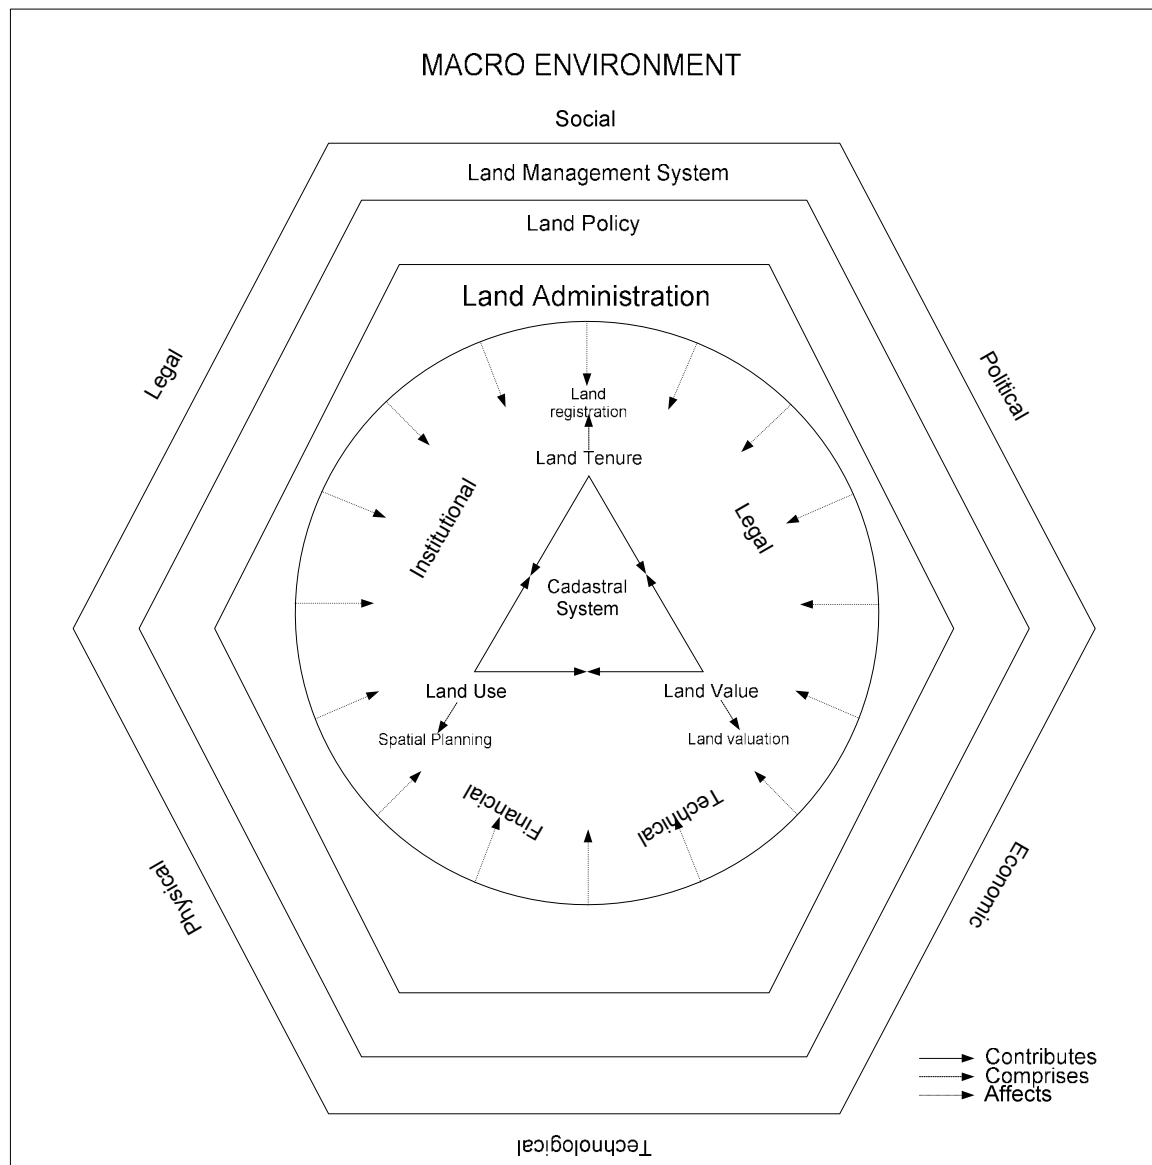 MACRO ENVIRONMENT
Social
Land Management System
Land Policy
Land Administration
Legal
Political
Land
registration
Land Tenure
Institutional
Legal
Cadastral
System
Land Use
Land Value
Spatial Planning
Land valuation
Financial
Technical
Physical
Economic
Contributes
Comprises
Affects
Technological